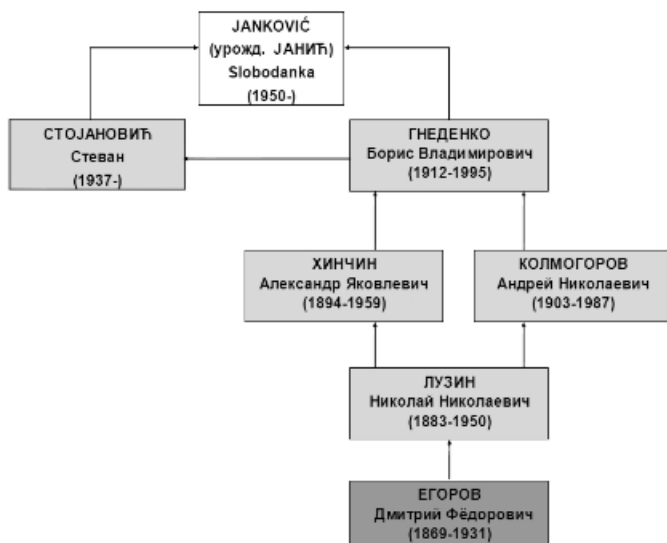 JANKOVIĆ
(урожд. ЈАНИЋ)
Slobodanka
(1950-)
СТОЈАНОВИЋ
Стеван
(1937-)
ГНЕДЕНКО
Борис Владимирович
(1912-1995)
ХИНЧИН
Александр Яковлевич
(1894-1959)
КОЛМОГОРОВ
Андрей Николаевич
(1903-1987)
ЛУЗИН
Николай Николаевич
(1883-1950)
ЕГОРОВ
Дмитрий Фёдорович
(1869-1931)